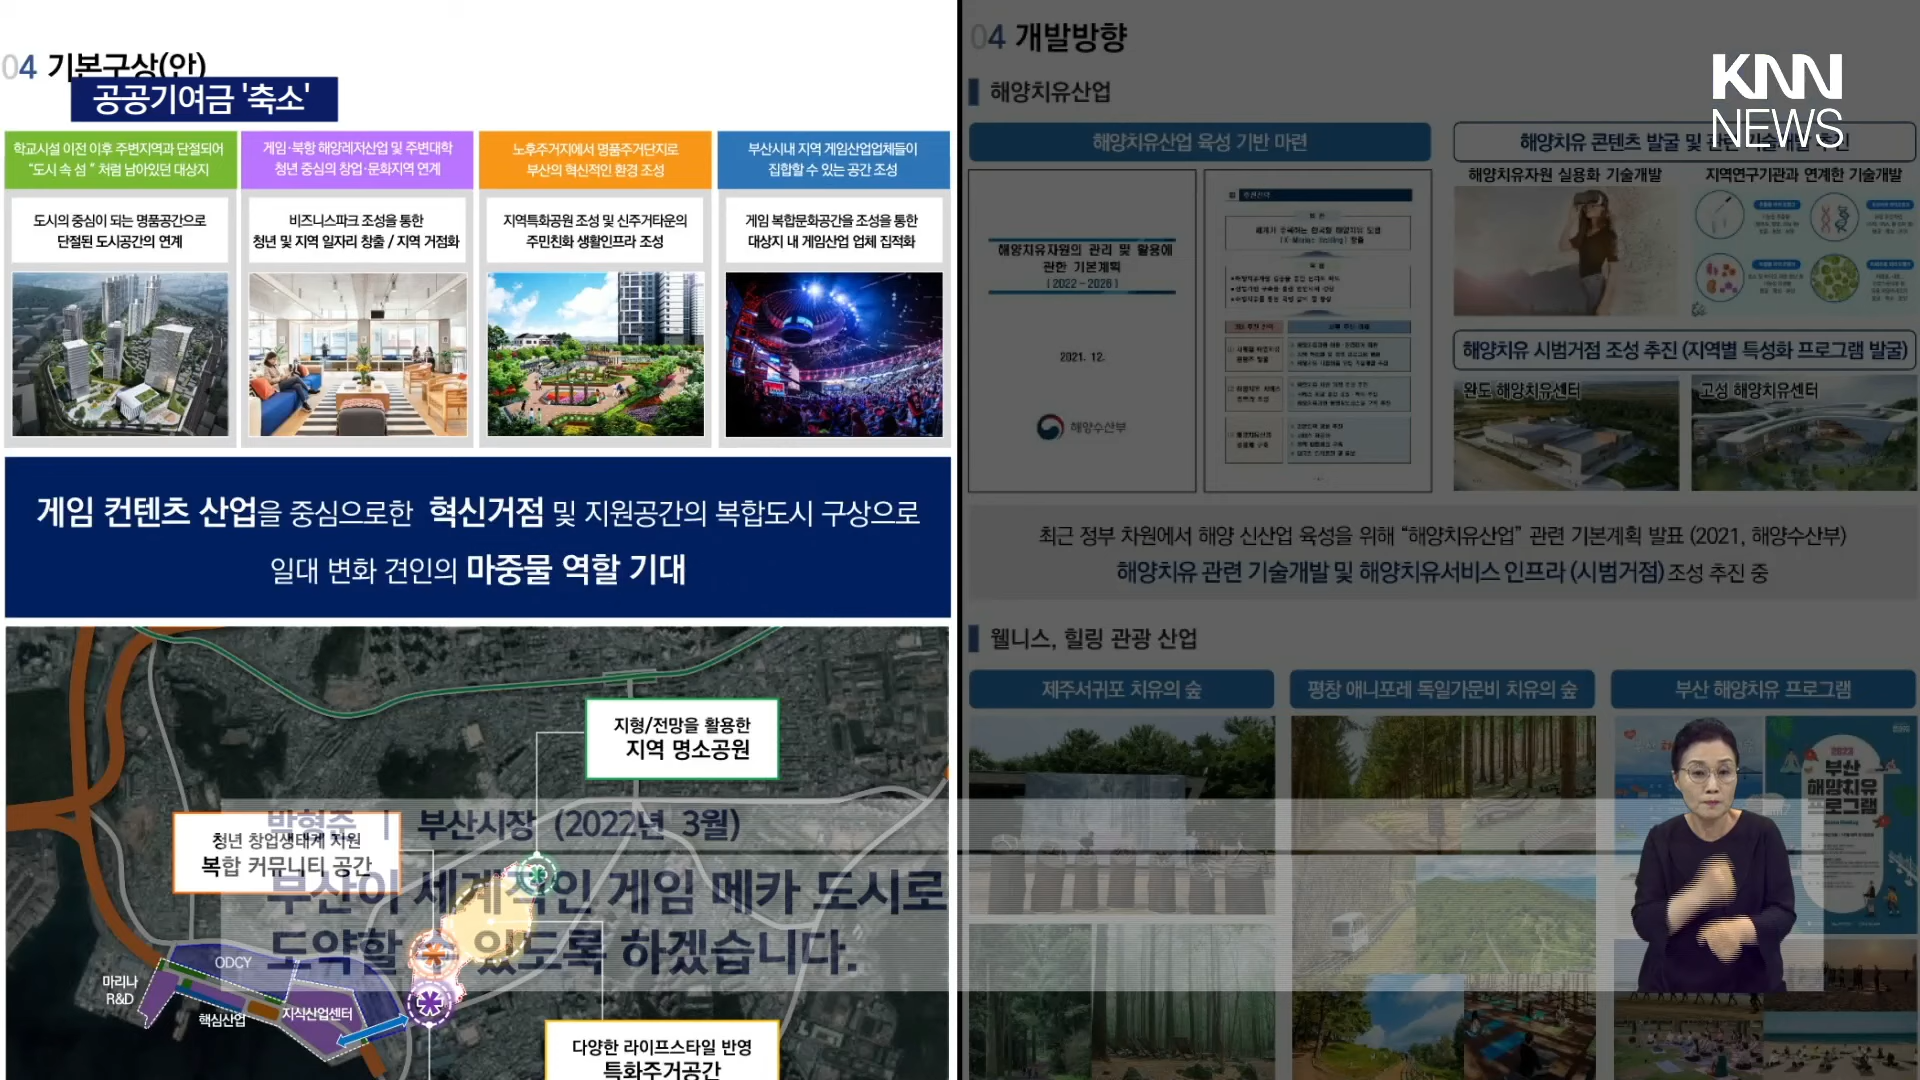 04 기본구상(안)
공공기여금 '축소'
학교시설 이전 이후 주변지역과 단절되어
“도시 속 섬 ” 처럼 남아있던 대상지
게임·북항 해양레저산업 및 주변대학
청년 중심의 창업·문화지역 연계
노후주거지에서 명품주거단지로
부산의 혁신적인 환경 조성
부산시내 지역 게임산업업체들이
집합할 수 있는 공간 조성
도시의 중심이 되는 명품공간으로
단절된 도시공간의 연계
비즈니스파크 조성을 통한
청년 및 지역 일자리 창출 / 지역 거점화
지역특화공원 조성 및 신주거타운의
주민친화 생활인프라 조성
게임 복합문화공간을 조성을 통한
대상지 내 게임산업 업체 집적화
게임 컨텐츠 산업을 중심으로한 혁신거점 및 지원공간의 복합도시 구상으로
일대 변화 견인의 마중물 역할 기대
지형/전망을 활용한
지역 명소공원
청년 창업생태계 지원
복합 커뮤니티 공간
박형준 | 부산시장 (2022년 3월)
부산이 세계적인 게임 메카 도시로
도약할 수 있도록 하겠습니다.
ODCY
마리나
R&D
핵심산업
지식산업센터
다양한 라이프스타일 반영
특화주거공간
04 개발방향
KNN
NEWS
해양치유산업
해양치유산업 육성 기반 마련
해양치유 콘텐츠 발굴 및 관련 기술개발 추진
해양치유자원의 관리 및 활용에
관한 기본계획
( 2022 ~ 2026 )
2021. 12.
해양수산부
해양치유자원 실용화 기술개발
지역연구기관과 연계한 기술개발
해양치유 시범거점 조성 추진 (지역별 특성화 프로그램 발굴)
완도 해양치유센터
고성 해양치유센터
최근 정부 차원에서 해양 신산업 육성을 위해 “해양치유산업” 관련 기본계획 발표 (2021, 해양수산부)
해양치유 관련 기술개발 및 해양치유서비스 인프라 (시범거점) 조성 추진 중
웰니스, 힐링 관광 산업
제주서귀포 치유의 숲
평창 애니포레 독일가문비 치유의 숲
부산 해양치유 프로그램
2023
부산
해양치유
프로그램